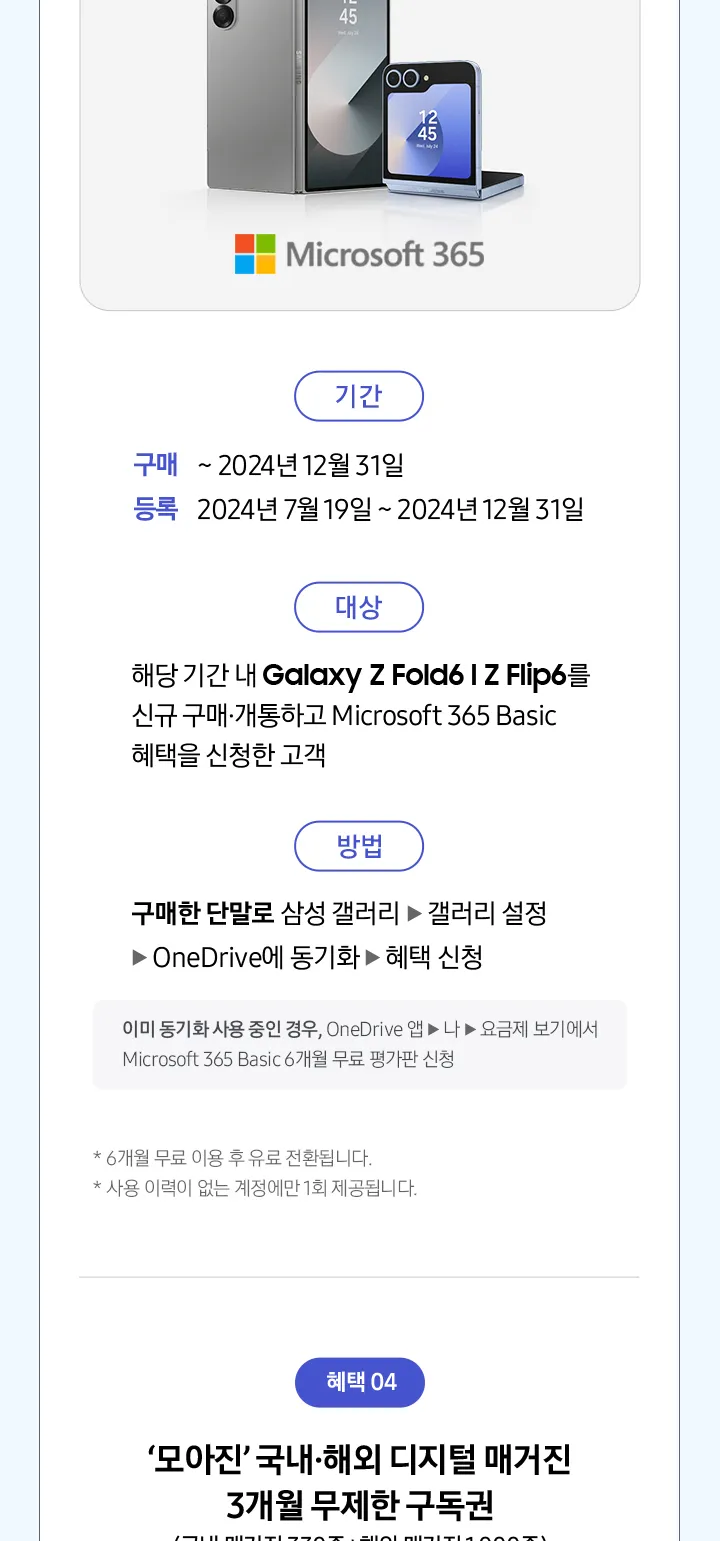 12
45
12
45
Wed, July 24
Microsoft 365
기간
구매 ~ 2024년 12월 31일
등록 2024년 7월 19일 ~ 2024년 12월 31일
대상
해당 기간 내 Galaxy Z Fold6 I Z Flip6를
신규 구매·개통하고 Microsoft 365 Basic
혜택을 신청한 고객
방법
구매한 단말로 삼성 갤러리 ▶ 갤러리 설정
▶ OneDrive에 동기화 ▶ 혜택 신청
이미 동기화 사용 중인 경우, OneDrive 앱 ▶ 나 ▶ 요금제 보기에서
Microsoft 365 Basic 6개월 무료 평가판 신청
* 6개월 무료 이용 후 유료 전환됩니다.
* 사용 이력이 없는 계정에만 1회 제공됩니다.
혜택 04
‘모아진’ 국내·해외 디지털 매거진
3개월 무제한 구독권